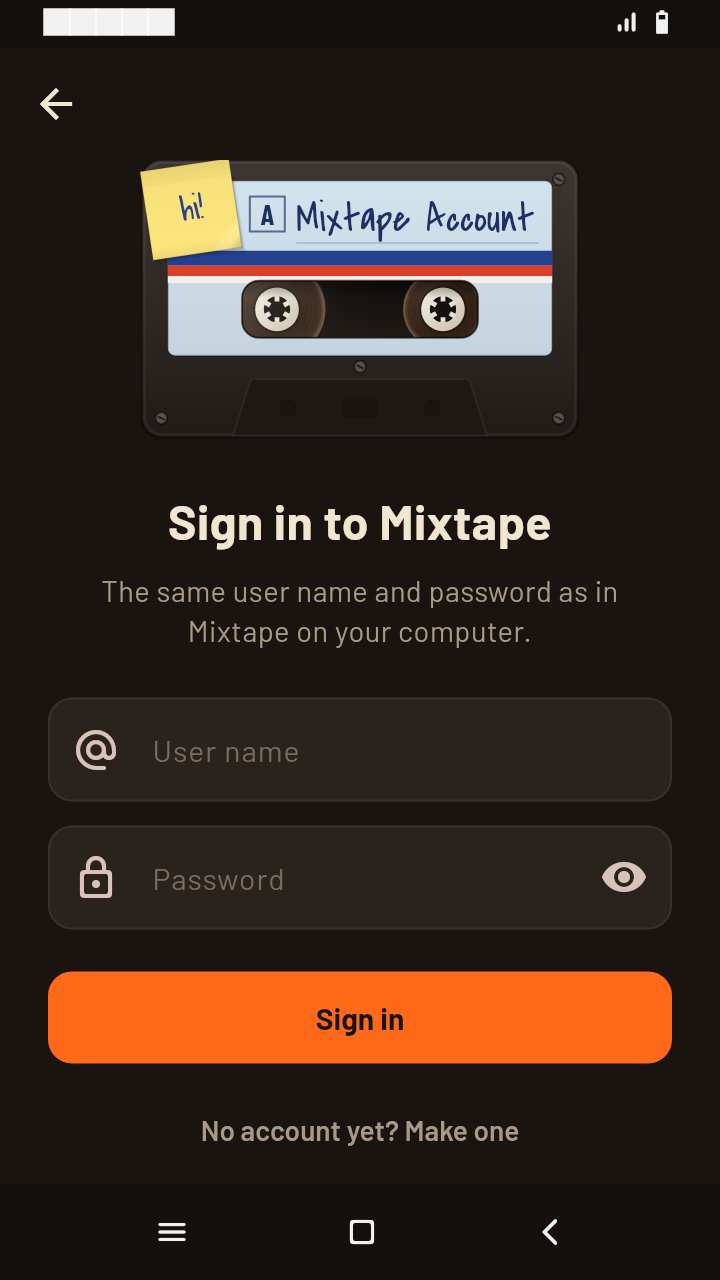 hi!
A Mixtape Account
Sign in to Mixtape
The same user name and password as in
Mixtape on your computer.
User name
Password
Sign in
No account yet? Make one